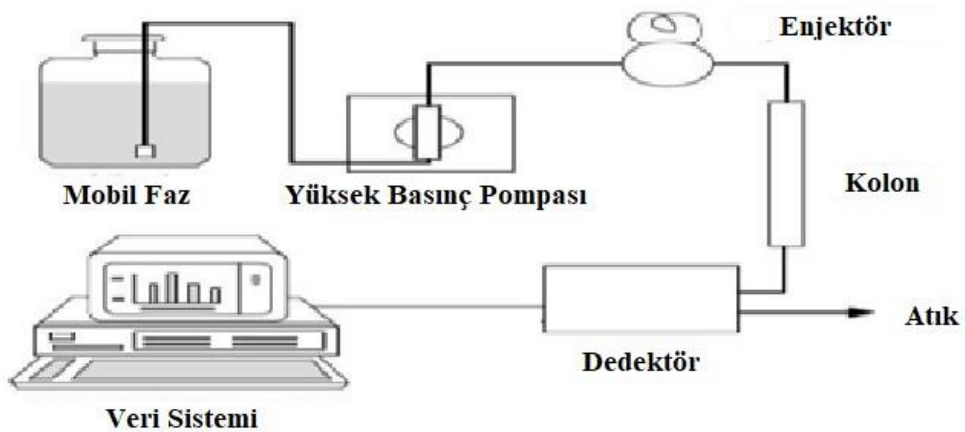 Enjektör
Mobil Faz
Yüksek Basınç Pompası
Kolon
Atık
Dedektör
Veri Sistemi